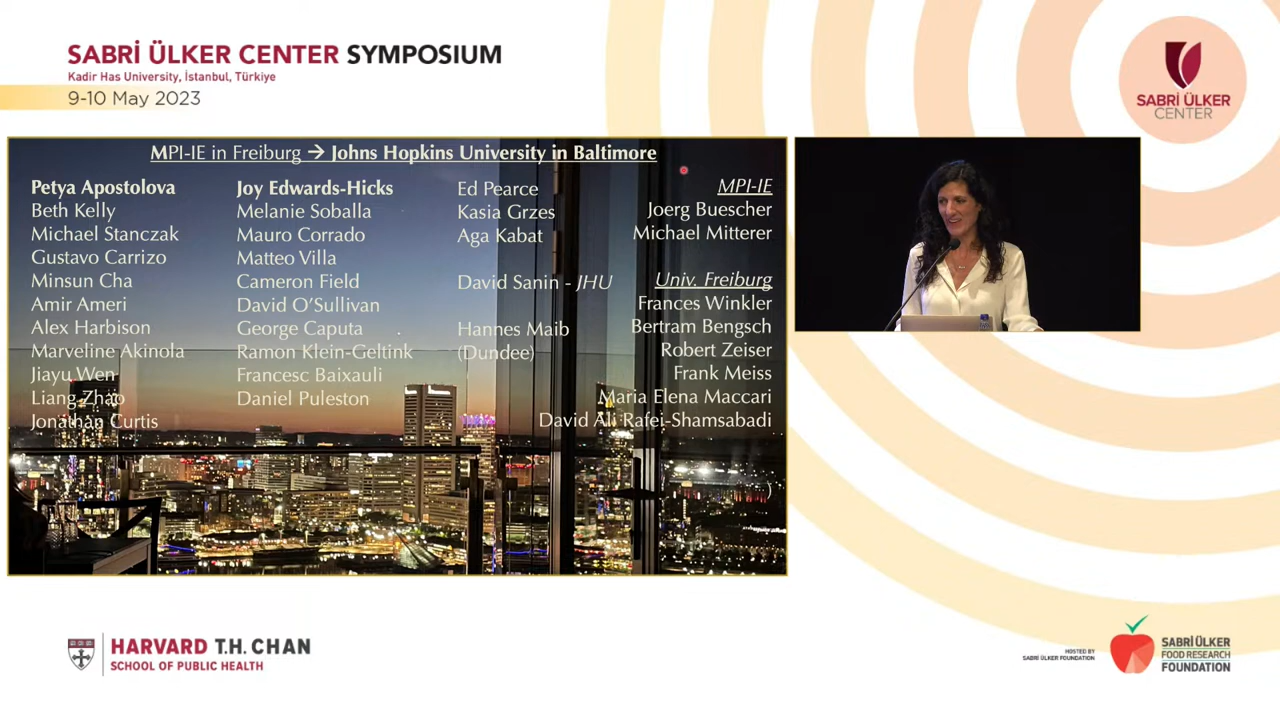 SABRİ ÜLKER CENTER SYMPOSIUM
Kadir Has University, İstanbul, Türkiye
9-10 May 2023
SABRİ ÜLKER
CENTER
MPI-IE in Freiburg → Johns Hopkins University in Baltimore
Petya Apostolova
Beth Kelly
Michael Stanczak
Gustavo Carrizo
Minsun Cha
Amir Ameri
Alex Harbison
Marveline Akinola
Jiayu Wen
Liang Zhao
Jonathan Curtis
Joy Edwards-Hicks
Melanie Soballa
Mauro Corrado
Matteo Villa
Cameron Field
David O'Sullivan
George Caputa
Ramon Klein-Geltink
Francesc Baixauli
Daniel Puleston
Ed Pearce
Kasia Grzes
Aga Kabat
David Sanin - JHU
Hannes Maib
(Dundee)
MPI-IE
Joerg Buescher
Michael Mitterer
Univ. Freiburg
Frances Winkler
Bertram Bengsch
Robert Zeiser
Frank Meiss
Maria Elena Maccari
David Ali Rafei-Shamsabadi
)
HARVARD T.H. CHAN
SCHOOL OF PUBLIC HEALTH
HOSTED BY
SABRİ ÜLKER FOUNDATION
SABRİ ÜLKER
FOOD RESEARCH
FOUNDATION